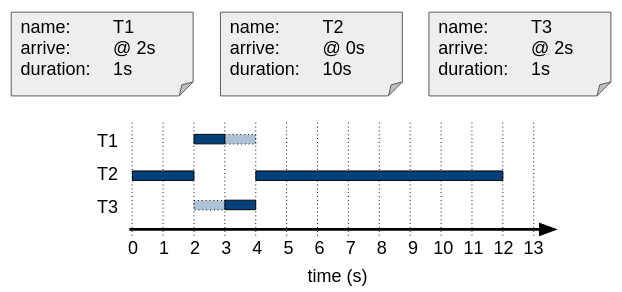 name: T1
arrive: @ 2s
duration: 1s
name: T2
arrive: @ 0s
duration: 10s
name: T3
arrive: @ 2s
duration: 1s
T1
T2
T3
0 1 2 3 4 5 6 7 8 9 10 11 12 13
time (s)